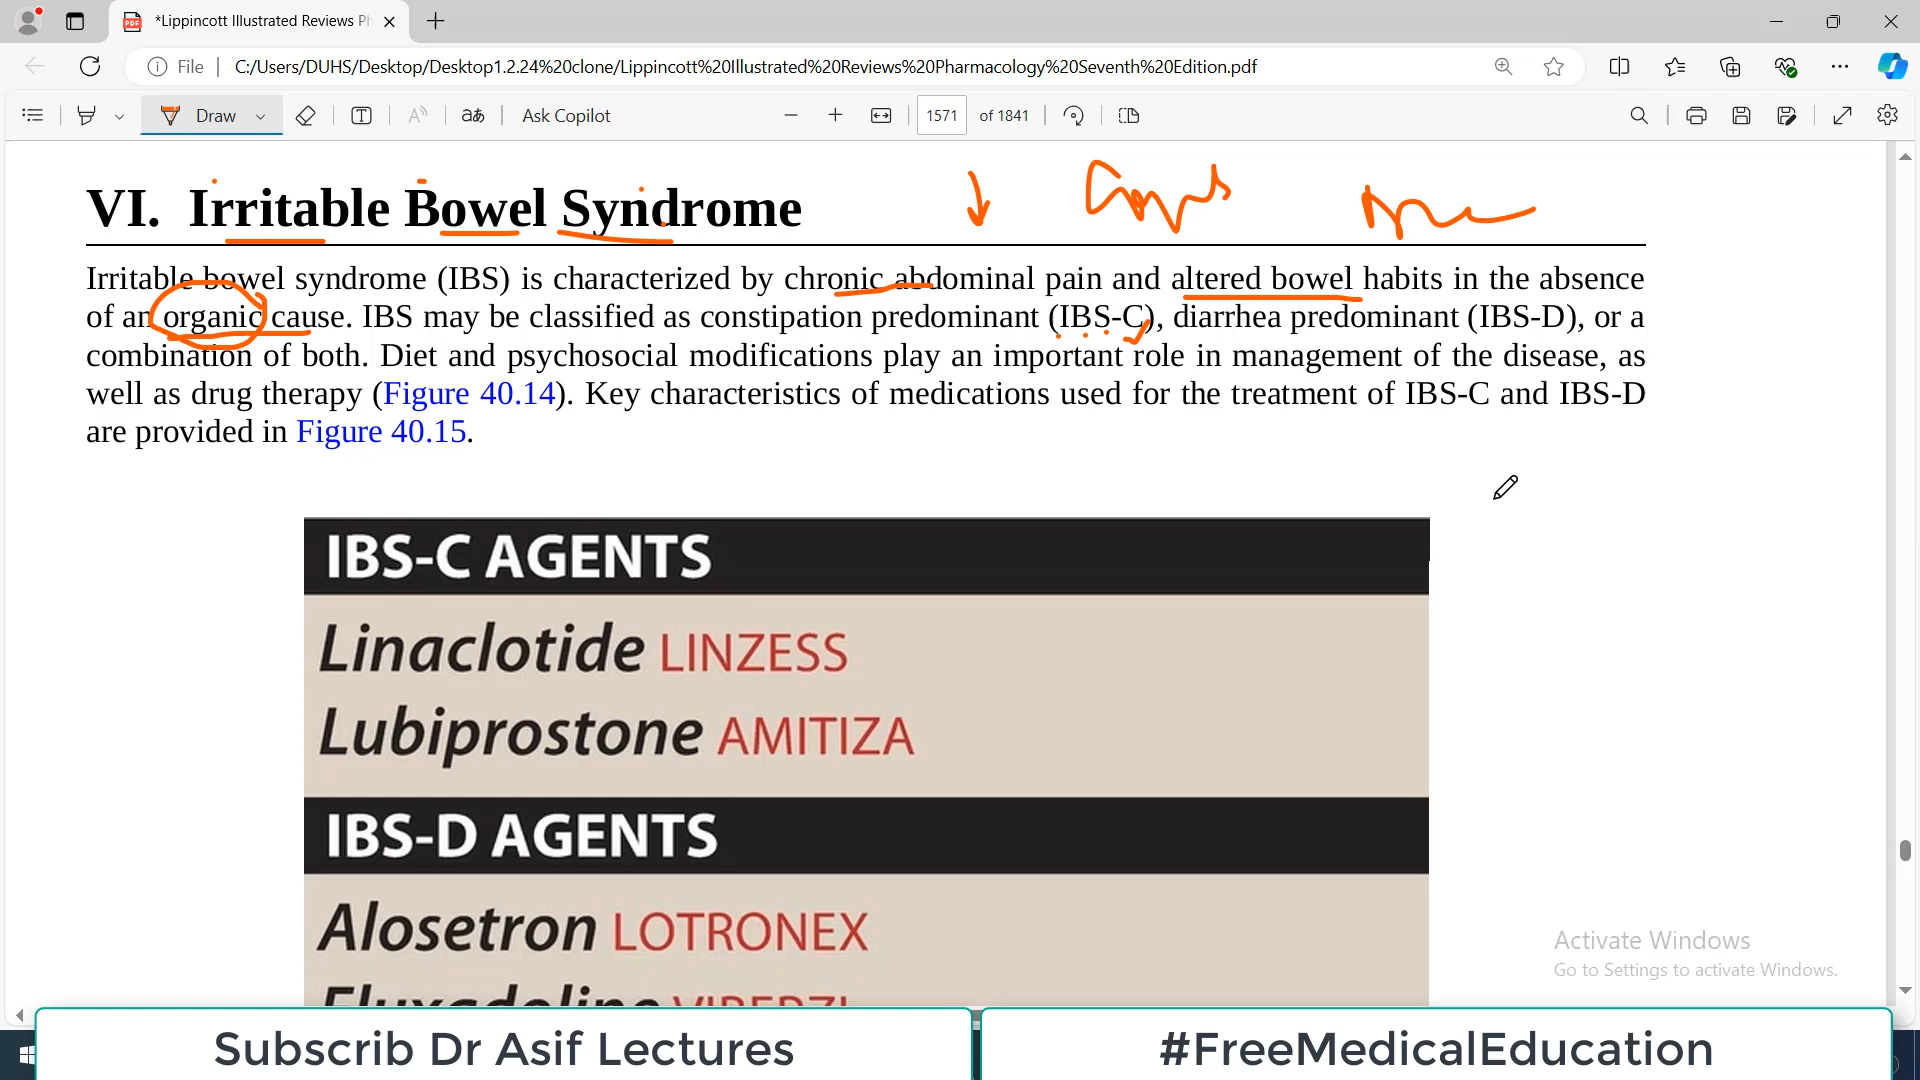 *Lippincott Illustrated Reviews Ph
File
C:/Users/DUHS/Desktop/Desktop1.2.24%20clone/Lippincott%20Illustrated%20Reviews%20Pharmacology%20Seventh%20Edition.pdf
Draw
Ask Copilot
1571 of 1841
VI. Irritable Bowel Syndrome
Irritable bowel syndrome (IBS) is characterized by chronic abdominal pain and altered bowel habits in the absence
of an organic cause. IBS may be classified as constipation predominant (IBS-C), diarrhea predominant (IBS-D), or a
combination of both. Diet and psychosocial modifications play an important role in management of the disease, as
well as drug therapy (Figure 40.14). Key characteristics of medications used for the treatment of IBS-C and IBS-D
are provided in Figure 40.15.
IBS-C AGENTS
Linaclotide LINZESS
Lubiprostone AMITIZA
IBS-D AGENTS
Alosetron LOTRONEX
Eluxadoline VIBERZI
Activate Windows
Go to Settings to activate Windows.
Subscrib Dr Asif Lectures
#FreeMedicalEducation